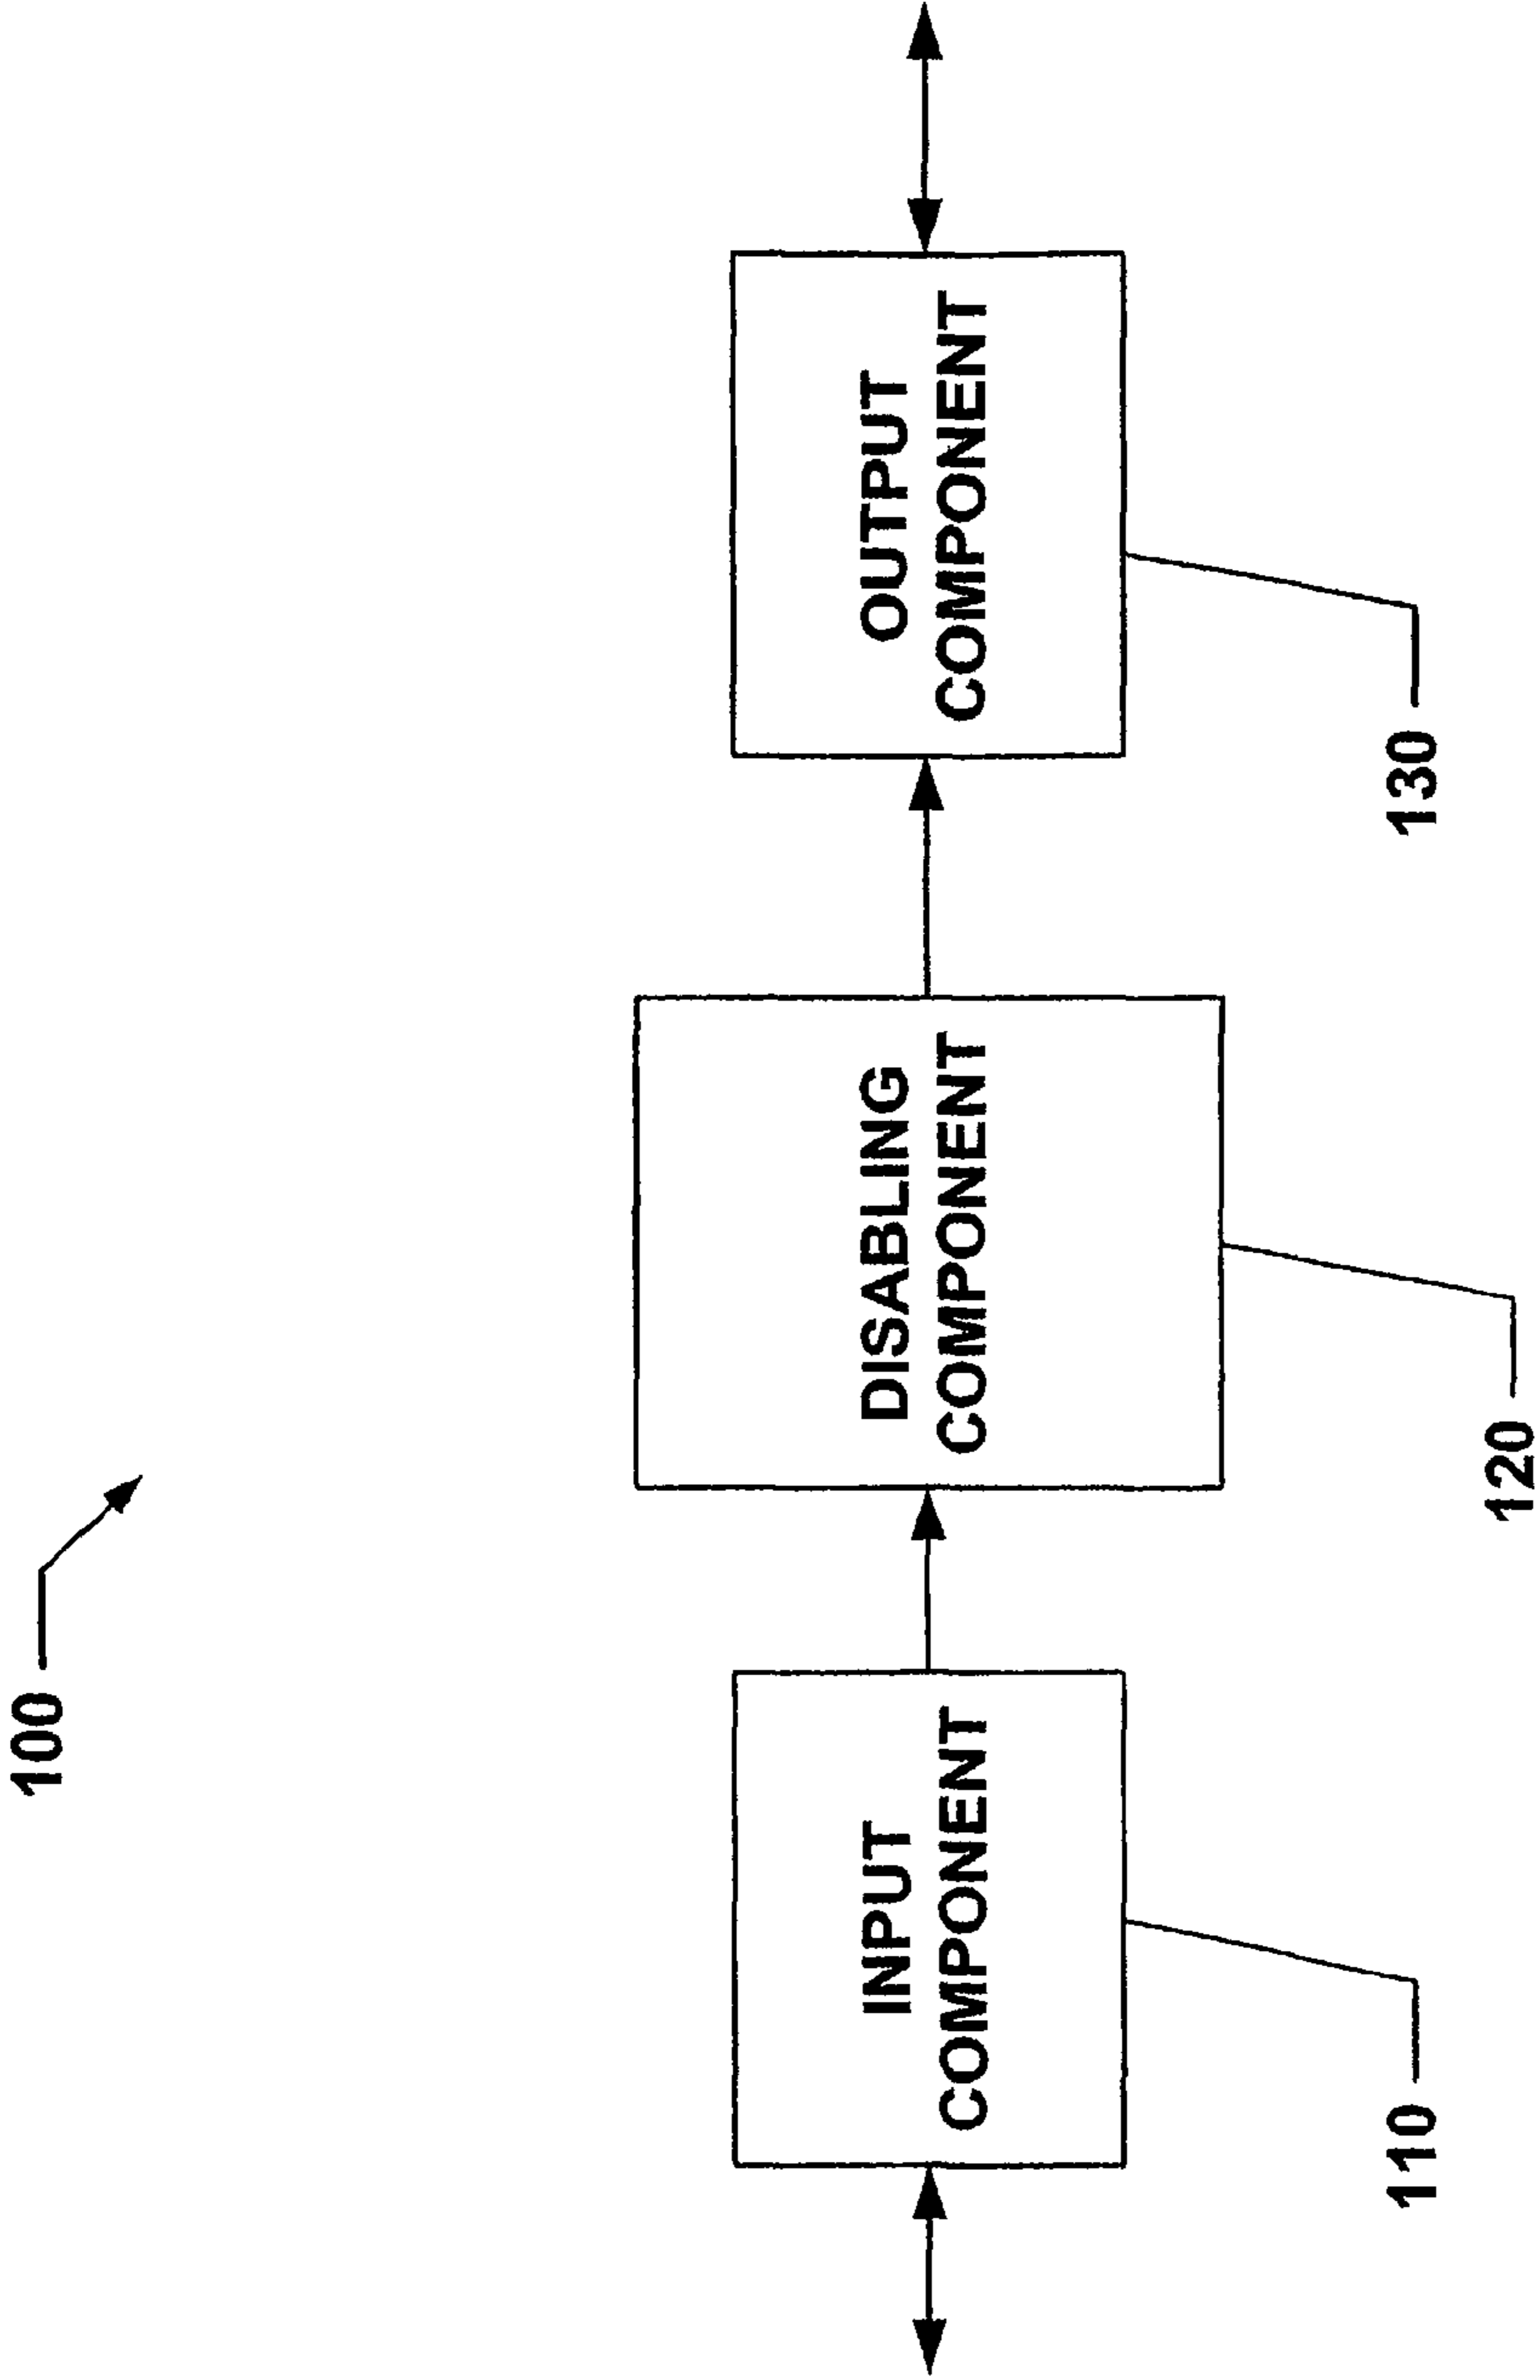 100
INPUT
COMPONENT
DISABLING
COMPONENT
OUTPUT
COMPONENT
110
120
130